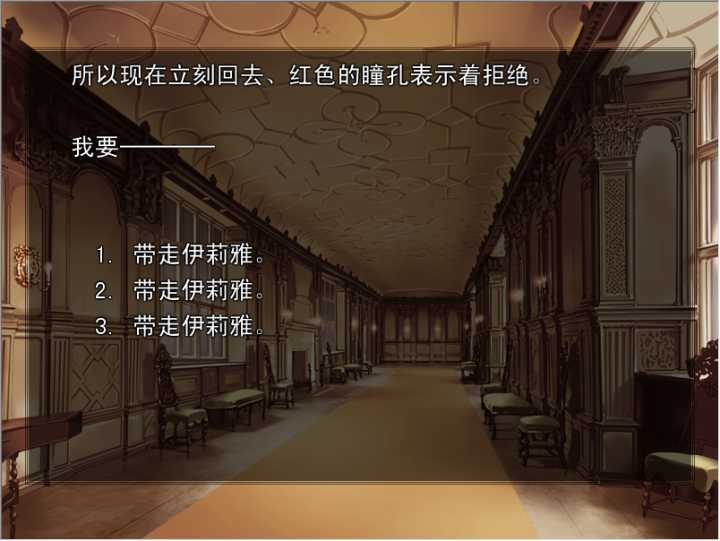 所以现在立刻回去、红色的瞳孔表示着拒绝。
我要————
1. 带走伊莉雅。
2. 带走伊莉雅。
3. 带走伊莉雅。